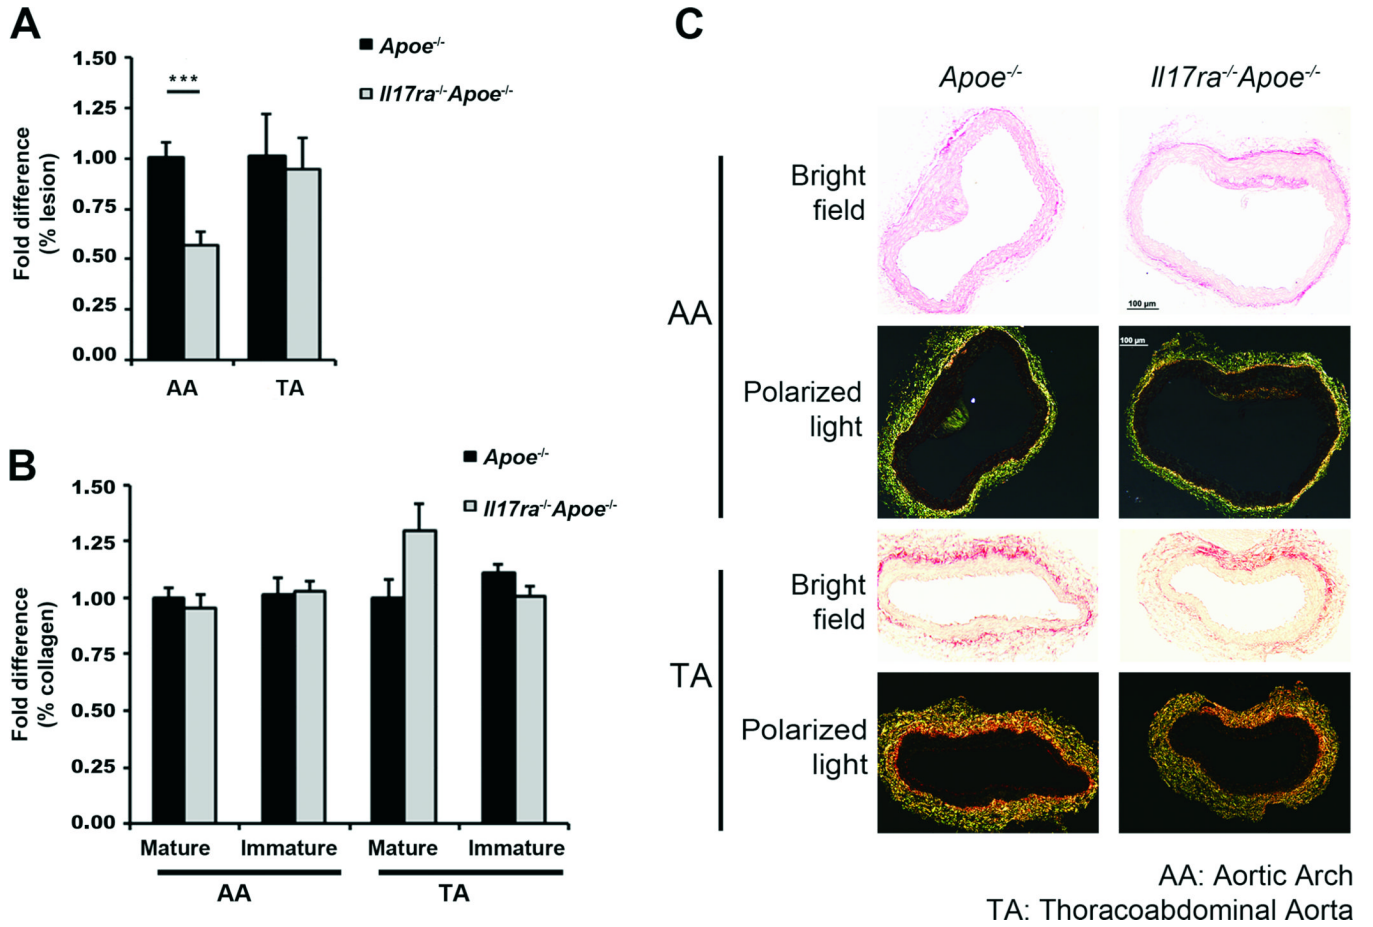 A
Apoe-/-
Il17ra-/-Apoe-/-
***
1.50
1.25
1.00
0.75
0.50
0.25
0.00
Fold difference
(% lesion)
AA
TA
B
Apoe-/-
Il17ra-/-Apoe-/-
1.50
1.25
1.00
0.75
0.50
0.25
0.00
Fold difference
(% collagen)
Mature
Immature
Mature
Immature
AA
TA
C
Apoe-/-
Il17ra-/-Apoe-/-
Bright
field
100 µm
AA
Polarized
light
100 µm
Bright
field
TA
Polarized
light
AA: Aortic Arch
TA: Thoracoabdominal Aorta